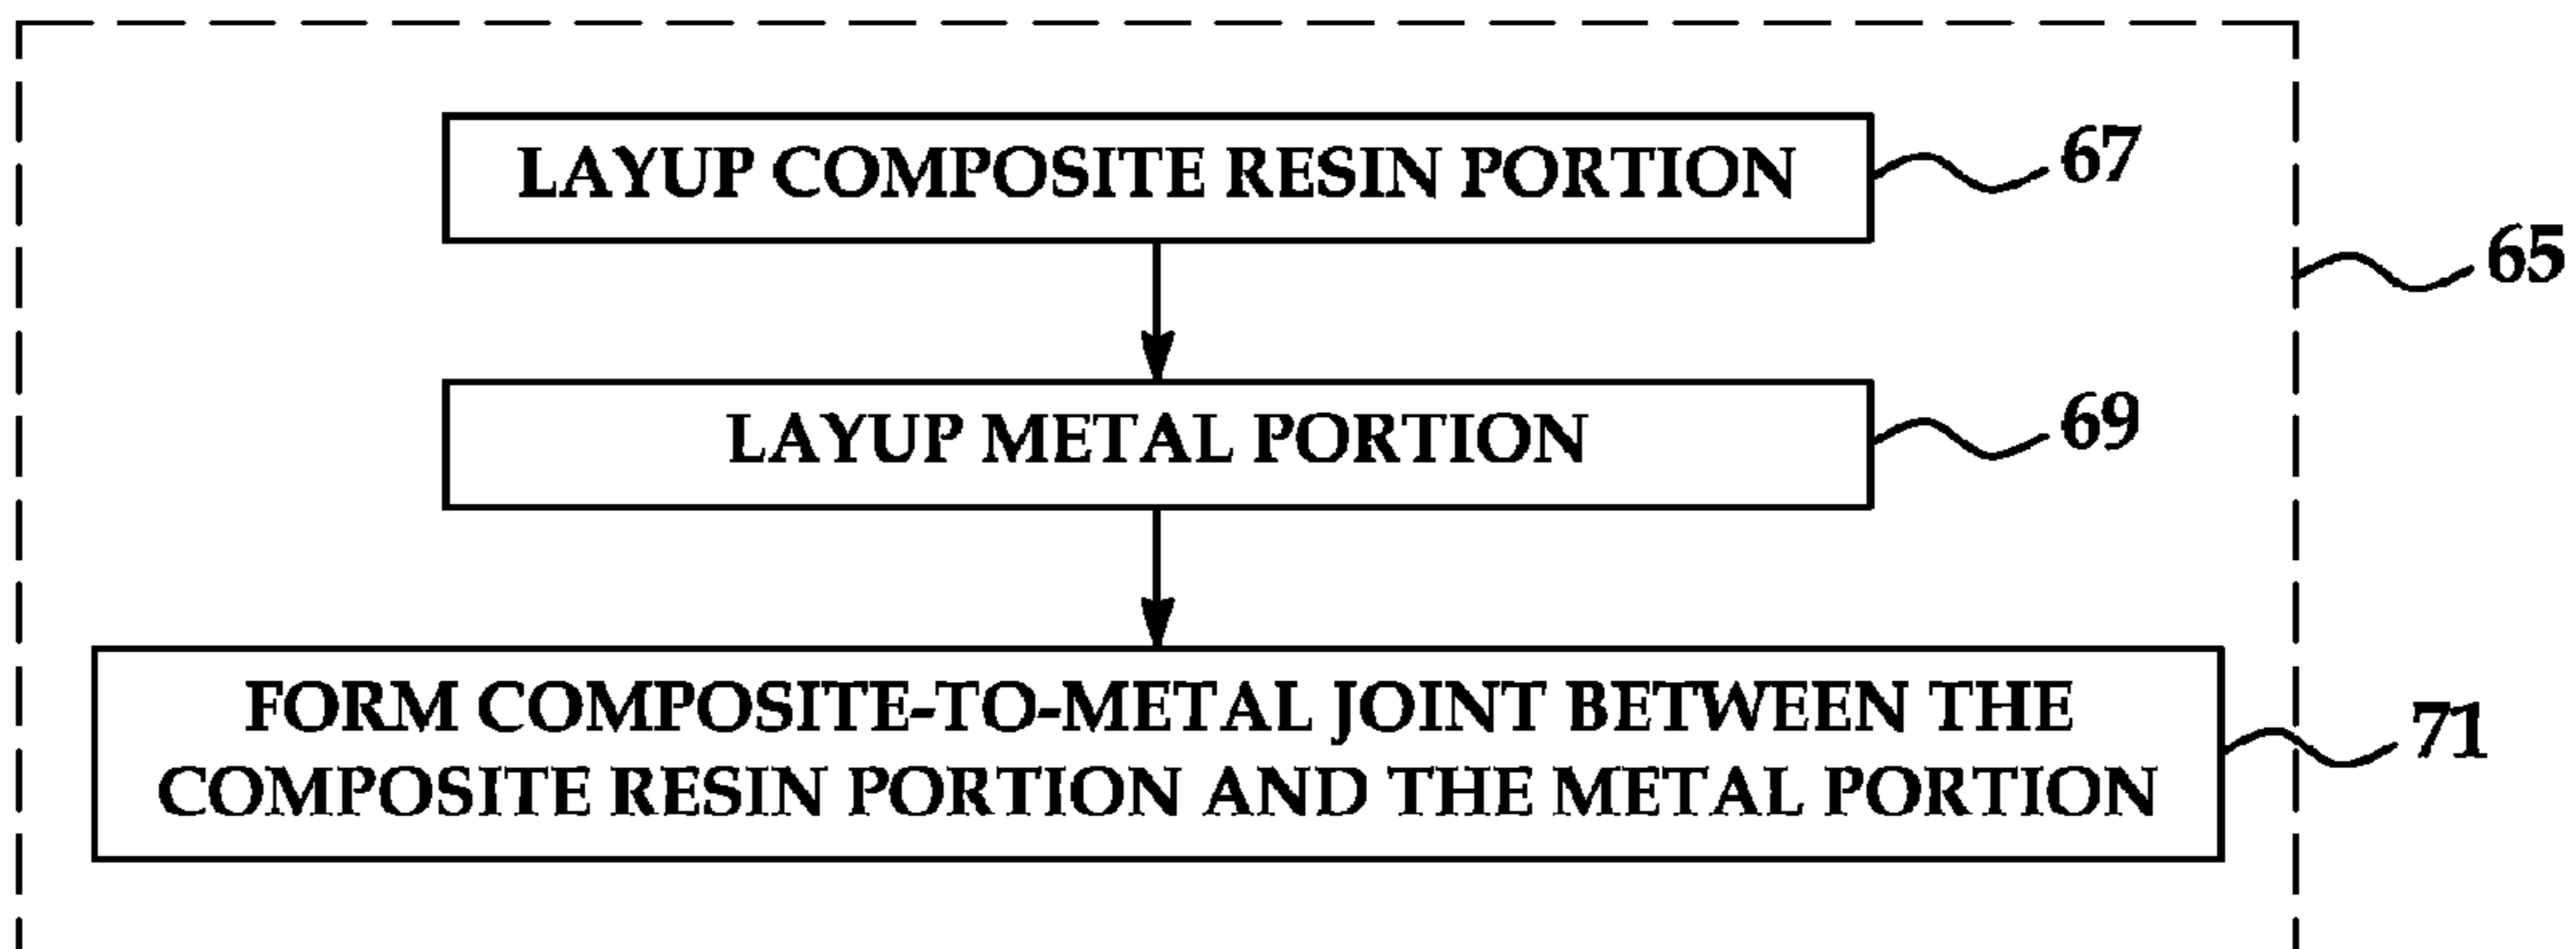 LAYUP COMPOSITE RESIN PORTION
67
65
LAYUP METAL PORTION
69
FORM COMPOSITE-TO-METAL JOINT BETWEEN THE
COMPOSITE RESIN PORTION AND THE METAL PORTION
71